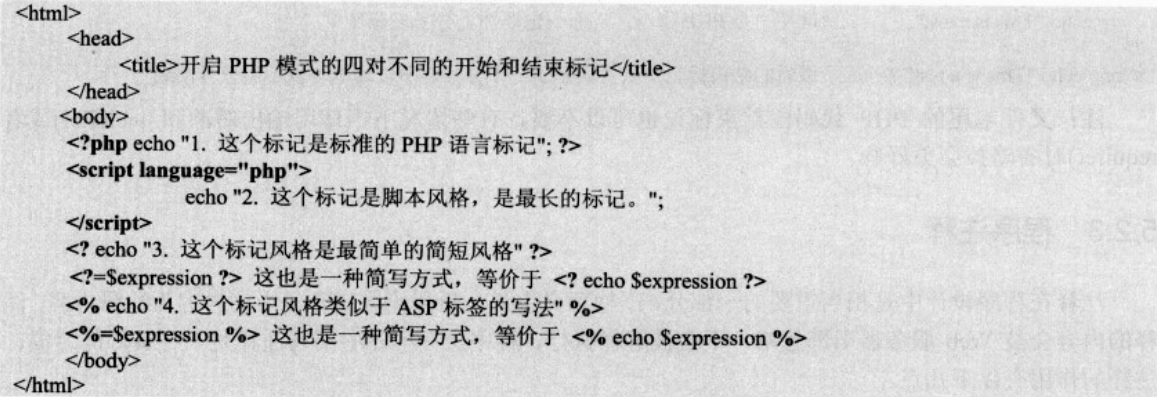 <html>
<head>
<title>开启 PHP 模式的四对不同的开始和结束标记</title>
</head>
<body>
<?php echo "1. 这个标记是标准的 PHP 语言标记"; ?>
<script language="php">
echo "2. 这个标记是脚本风格，是最长的标记。";
</script>
<? echo "3. 这个标记风格是最简单的简短风格" ?>
<?=$expression ?> 这也是一种简写方式，等价于 <? echo $expression ?>
<% echo "4. 这个标记风格类似于 ASP 标签的写法" %>
<%=$expression %> 这也是一种简写方式，等价于 <% echo $expression %>
</body>
</html>